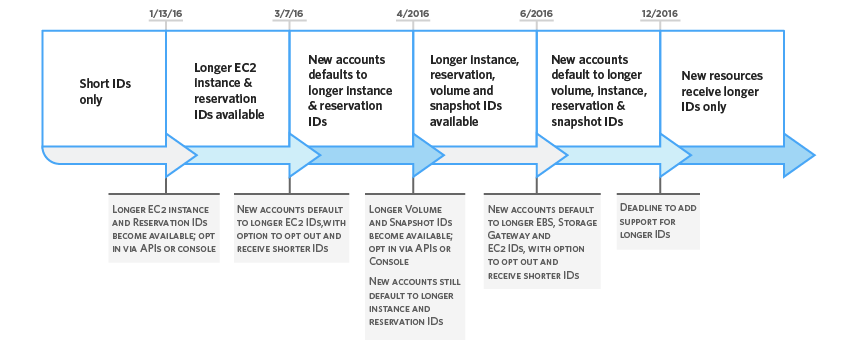 1/13/16
3/7/16
4/2016
6/2016
12/2016
Short IDs
only
Longer EC2
instance &
reservation
IDs available
New accounts
defaults to
longer instance
& reservation
IDs
Longer instance,
reservation,
volume and
snapshot IDs
available
New accounts
default to longer
volume, instance,
reservation &
snapshot IDs
New resources
receive longer
IDs only
Longer EC2 instance
and Reservation IDs
become available; opt
in via APIs or console
New accounts default
to longer EC2 IDs,with
option to opt out and
receive shorter IDs
Longer Volume
and Snapshot IDs
become available;
opt in via APIs or
Console
New accounts still
default to longer
instance and
reservation IDs
New accounts default
to longer EBS, Storage
Gateway and
EC2 IDs, with option
to opt out and
receive shorter IDs
Deadline to add
support for
longer IDs